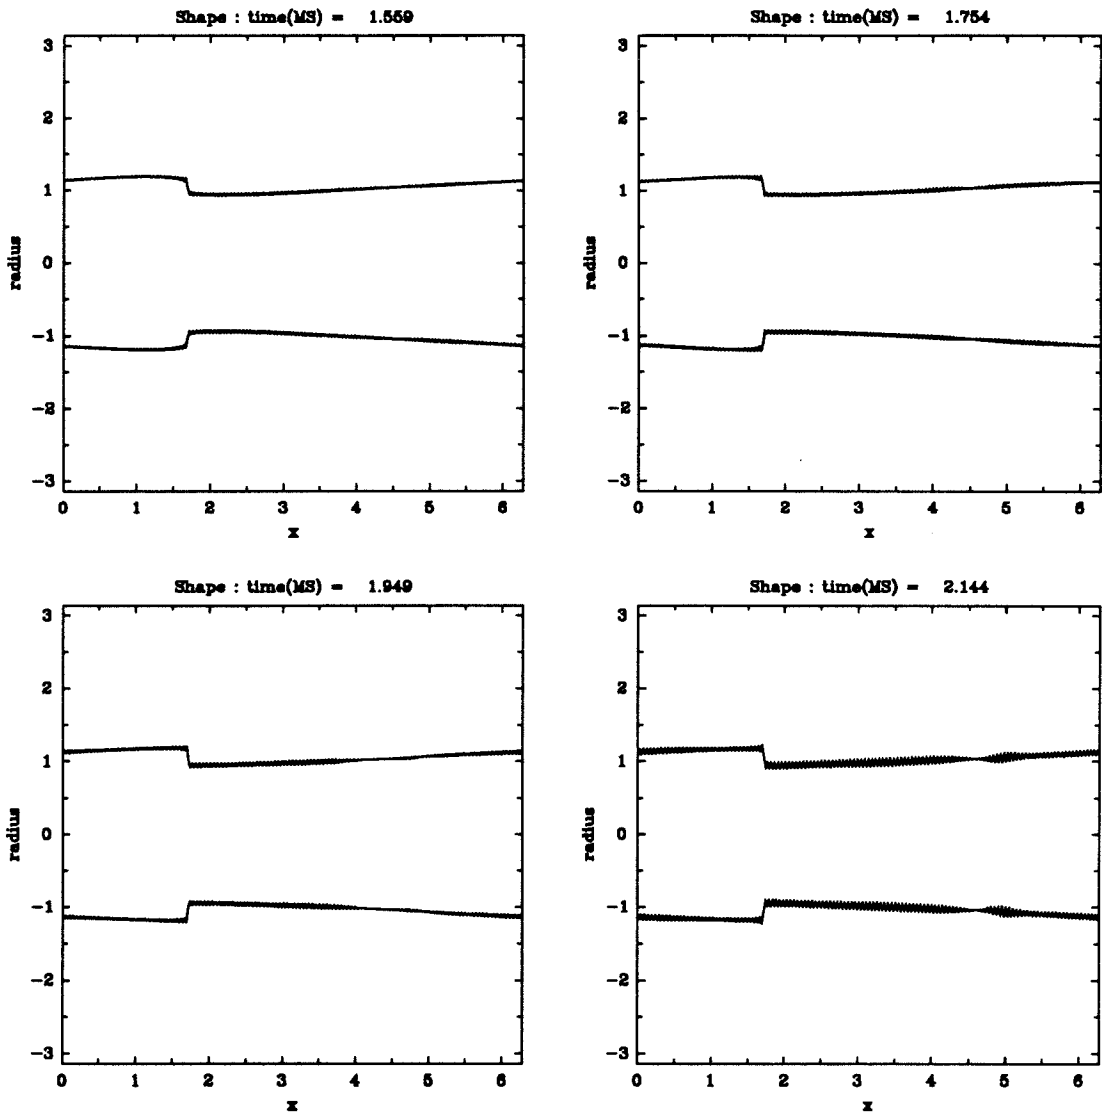 Shape : time(MS) = 1.559
3
2
1
0
-1
-2
-3
radius
0 1 2 3 4 5 6
x
Shape : time(MS) = 1.754
3
2
1
0
-1
-2
-3
radius
0 1 2 3 4 5 6
x
Shape : time(MS) = 1.949
3
2
1
0
-1
-2
-3
radius
0 1 2 3 4 5 6
x
Shape : time(MS) = 2.144
3
2
1
0
-1
-2
-3
radius
0 1 2 3 4 5 6
x